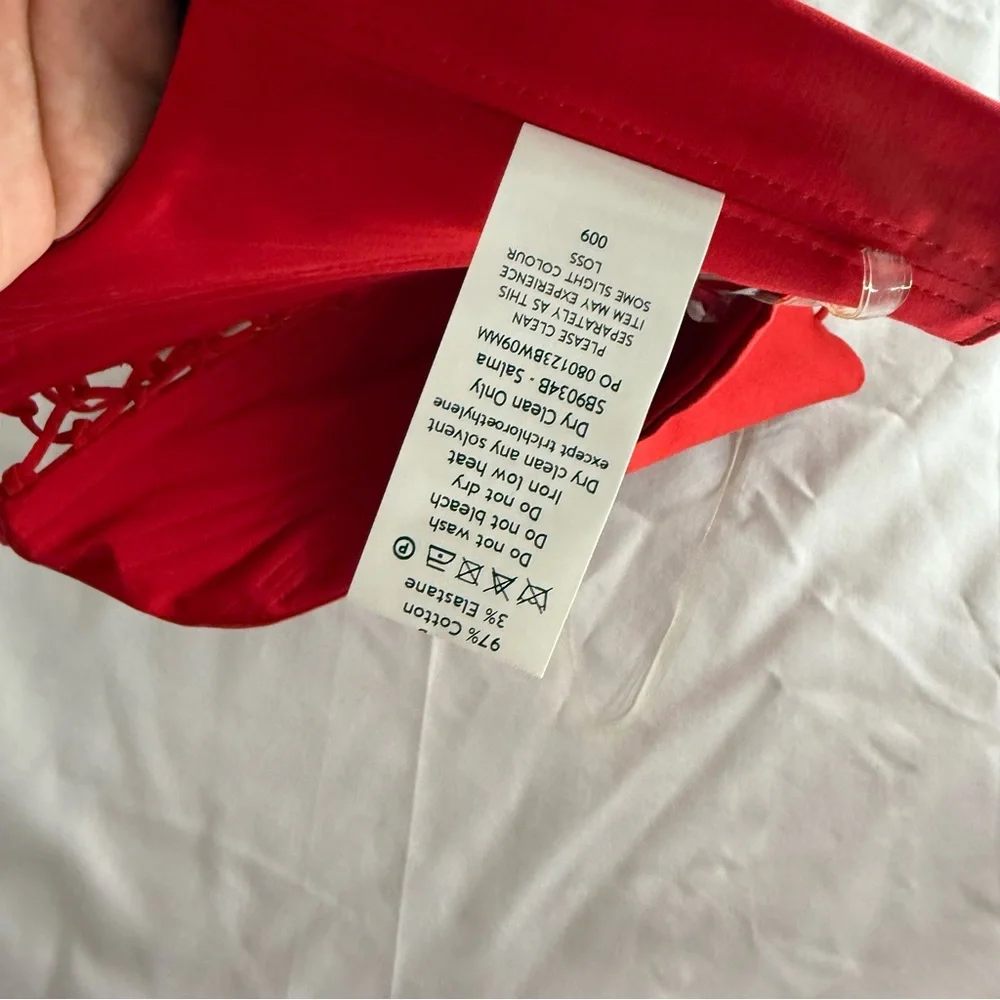 97% Cotton
3% Elastane
P
Do not wash
Do not bleach
Do not dry
Iron low heat
Dry clean any solvent
except trichloroethylene
Dry Clean Only
SB9034B - Salma
PO 080123BW09MM
PLEASE CLEAN
SEPARATELY AS THIS
ITEM MAY EXPERIENCE
SOME SLIGHT COLOUR
LOSS
009